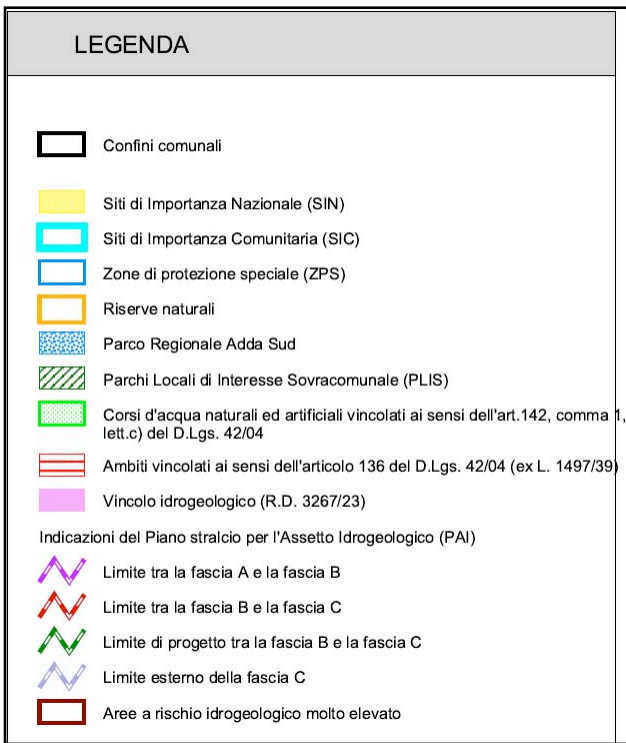 LEGENDA
Confini comunali
Siti di Importanza Nazionale (SIN)
Siti di Importanza Comunitaria (SIC)
Zone di protezione speciale (ZPS)
Riserve naturali
Parco Regionale Adda Sud
Parchi Locali di Interesse Sovracomunale (PLIS)
Corsi d'acqua naturali ed artificiali vincolati ai sensi dell'art.142, comma 1,
lett.c) del D.Lgs. 42/04
Ambiti vincolati ai sensi dell'articolo 136 del D.Lgs. 42/04 (ex L. 1497/39)
Vincolo idrogeologico (R.D. 3267/23)
Indicazioni del Piano stralcio per l'Assetto Idrogeologico (PAI)
Limite tra la fascia A e la fascia B
Limite tra la fascia B e la fascia C
Limite di progetto tra la fascia B e la fascia C
Limite esterno della fascia C
Aree a rischio idrogeologico molto elevato